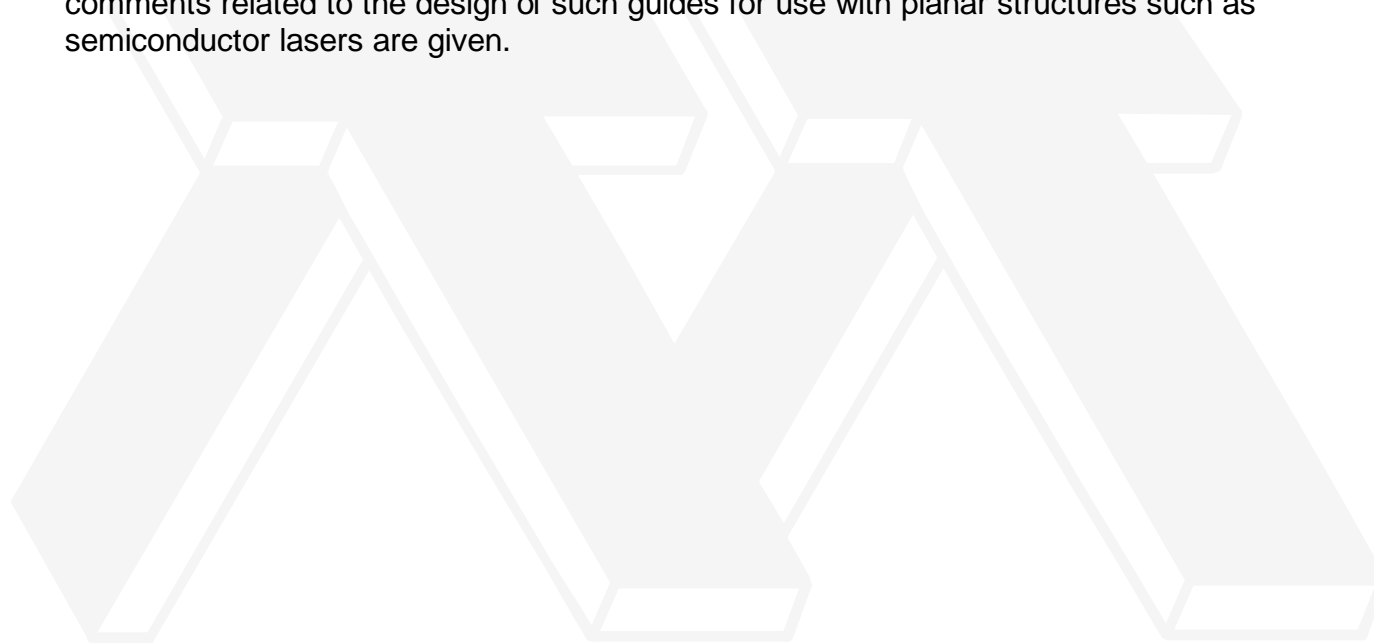 comments related to the design of such guides for use with planar structures such as
semiconductor lasers are given.